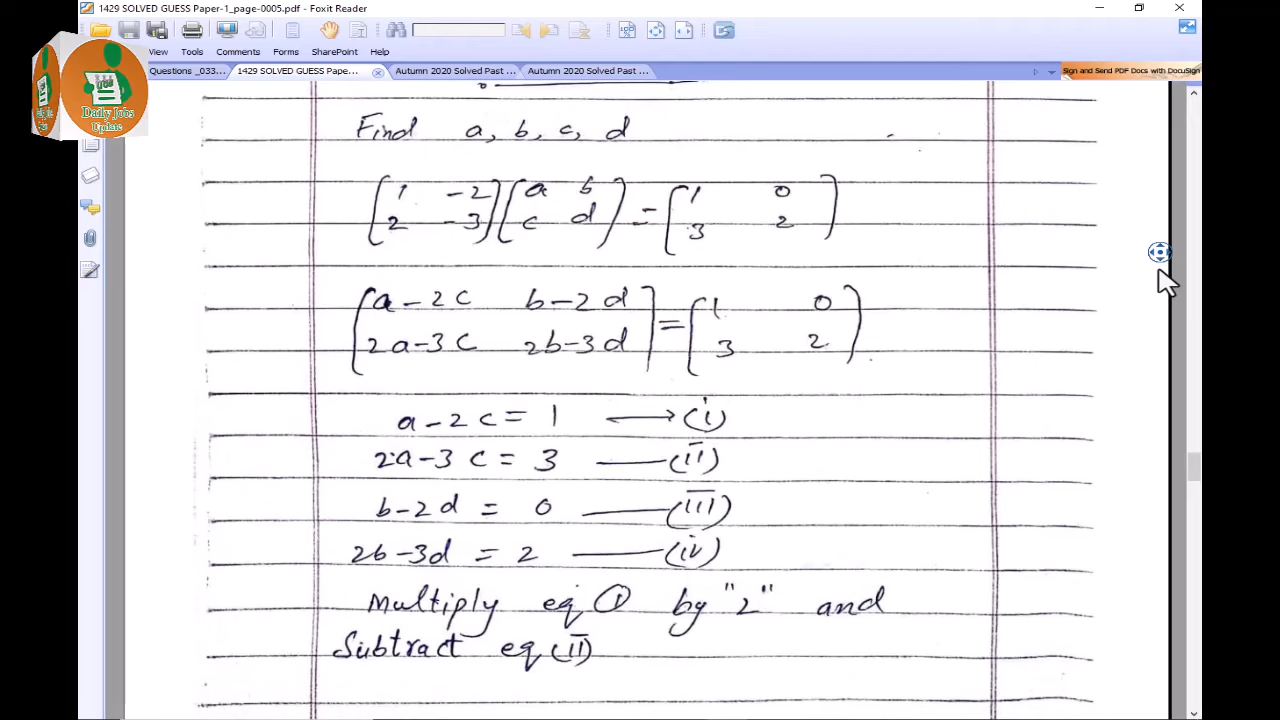 1429 SOLVED GUESS Paper-1_page-0005.pdf - Foxit Reader
View Tools Comments Forms SharePoint Help
Questions _033... 1429 SOLVED GUESS Pape... Autumn 2020 Solved Past ... Autumn 2020 Solved Past ... Sign and Send PDF Docs with DocuSign
Daily Jobs
Update
Find a, b, c, d
[1 -2] [a b] = [1 0]
[2 -3] [c d] [3 2]
[a-2c b-2d] = [1 0]
[2a-3c 2b-3d] [3 2]
a-2c = 1 → (i)
2a-3c = 3 — (II)
b-2d = 0 — (III)
2b-3d = 2 — (iv)
Multiply eq ① by "2" and
Subtract eq (II)